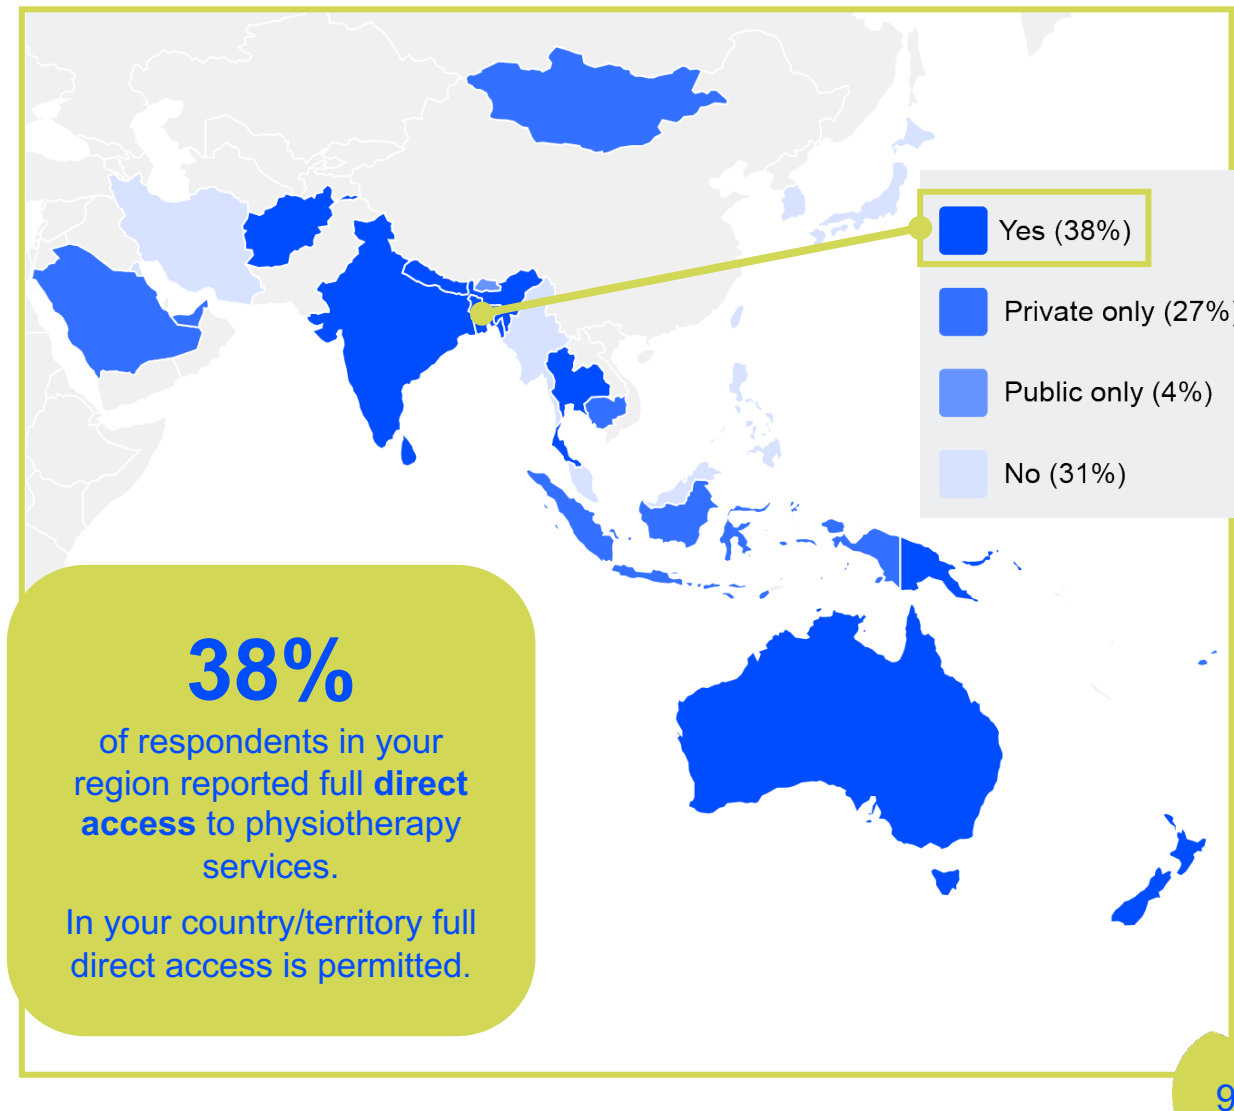 Yes (38%)
Private only (27%)
Public only (4%)
No (31%)
38%
of respondents in your
region reported full direct
access to physiotherapy
services.
In your country/territory full
direct access is permitted.
9